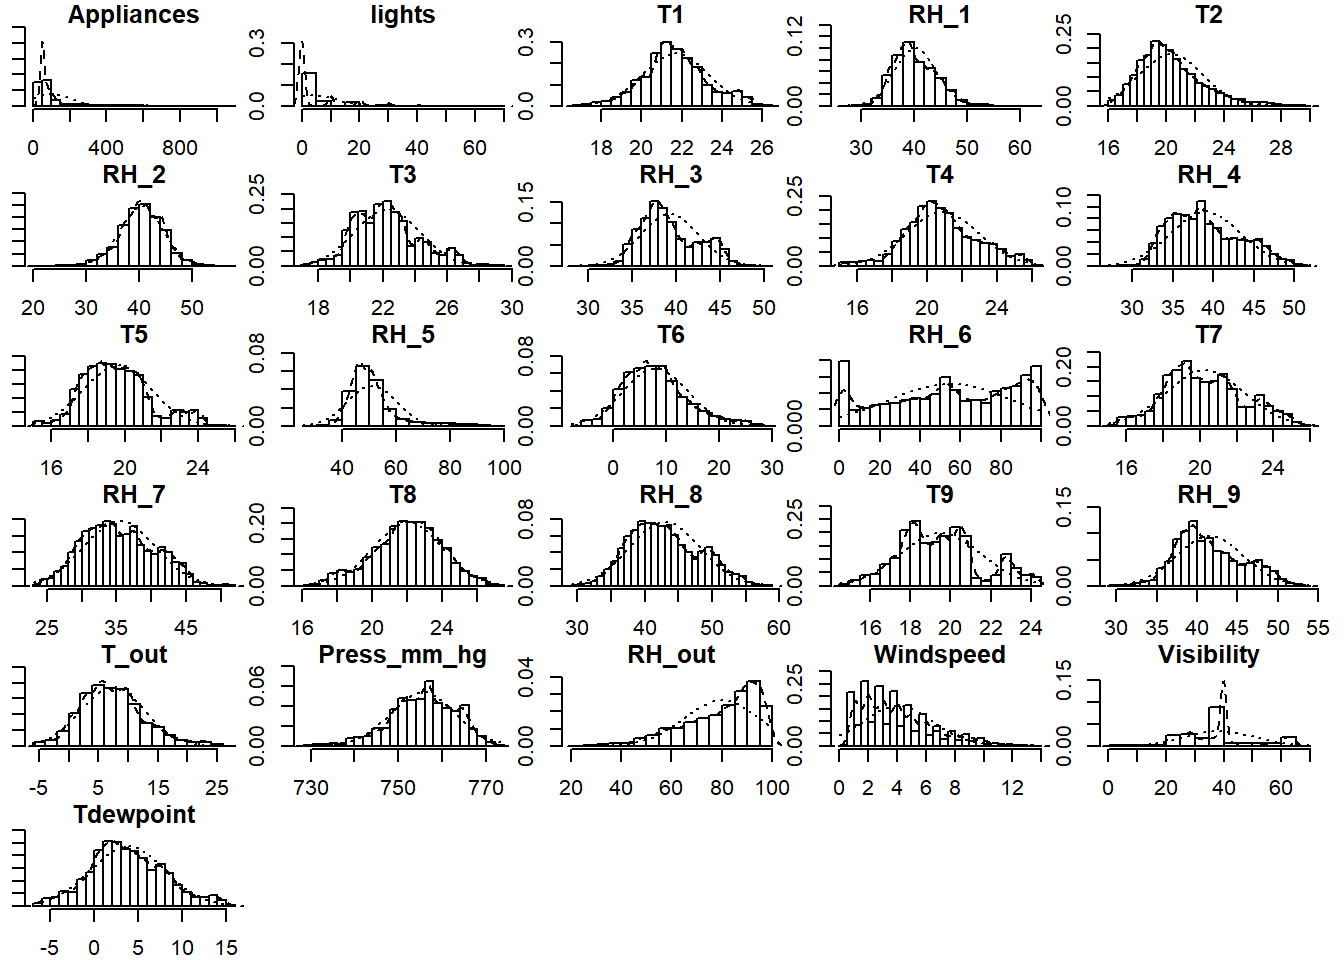 Appliances lights T1 RH_1 T2
0.0 0.3 0.0 0.3 0.00 0.12 0.00 0.25
0 400 800 0 20 40 60 18 20 22 24 26 30 40 50 60 16 20 24 28
RH_2 T3 RH_3 T4 RH_4
0.00 0.25 0.00 0.15 0.00 0.25 0.00 0.10
20 30 40 50 18 22 26 30 30 35 40 45 50 16 20 24 30 35 40 45 50
T5 RH_5 T6 RH_6 T7
0.00 0.08 0.00 0.08 0.000 0.00 0.20
16 20 24 40 60 80 100 0 10 20 30 0 20 40 60 80 16 20 24
RH_7 T8 RH_8 T9 RH_9
0.00 0.20 0.00 0.08 0.00 0.25 0.00 0.15
25 35 45 16 20 24 30 40 50 60 16 18 20 22 24 30 35 40 45 50 55
T_out Press_mm_hg RH_out Windspeed Visibility
0.00 0.06 0.00 0.04 0.00 0.25 0.00 0.15
-5 5 15 25 730 750 770 20 40 60 80 100 0 2 4 6 8 12 0 20 40 60
Tdewpoint
-5 0 5 10 15